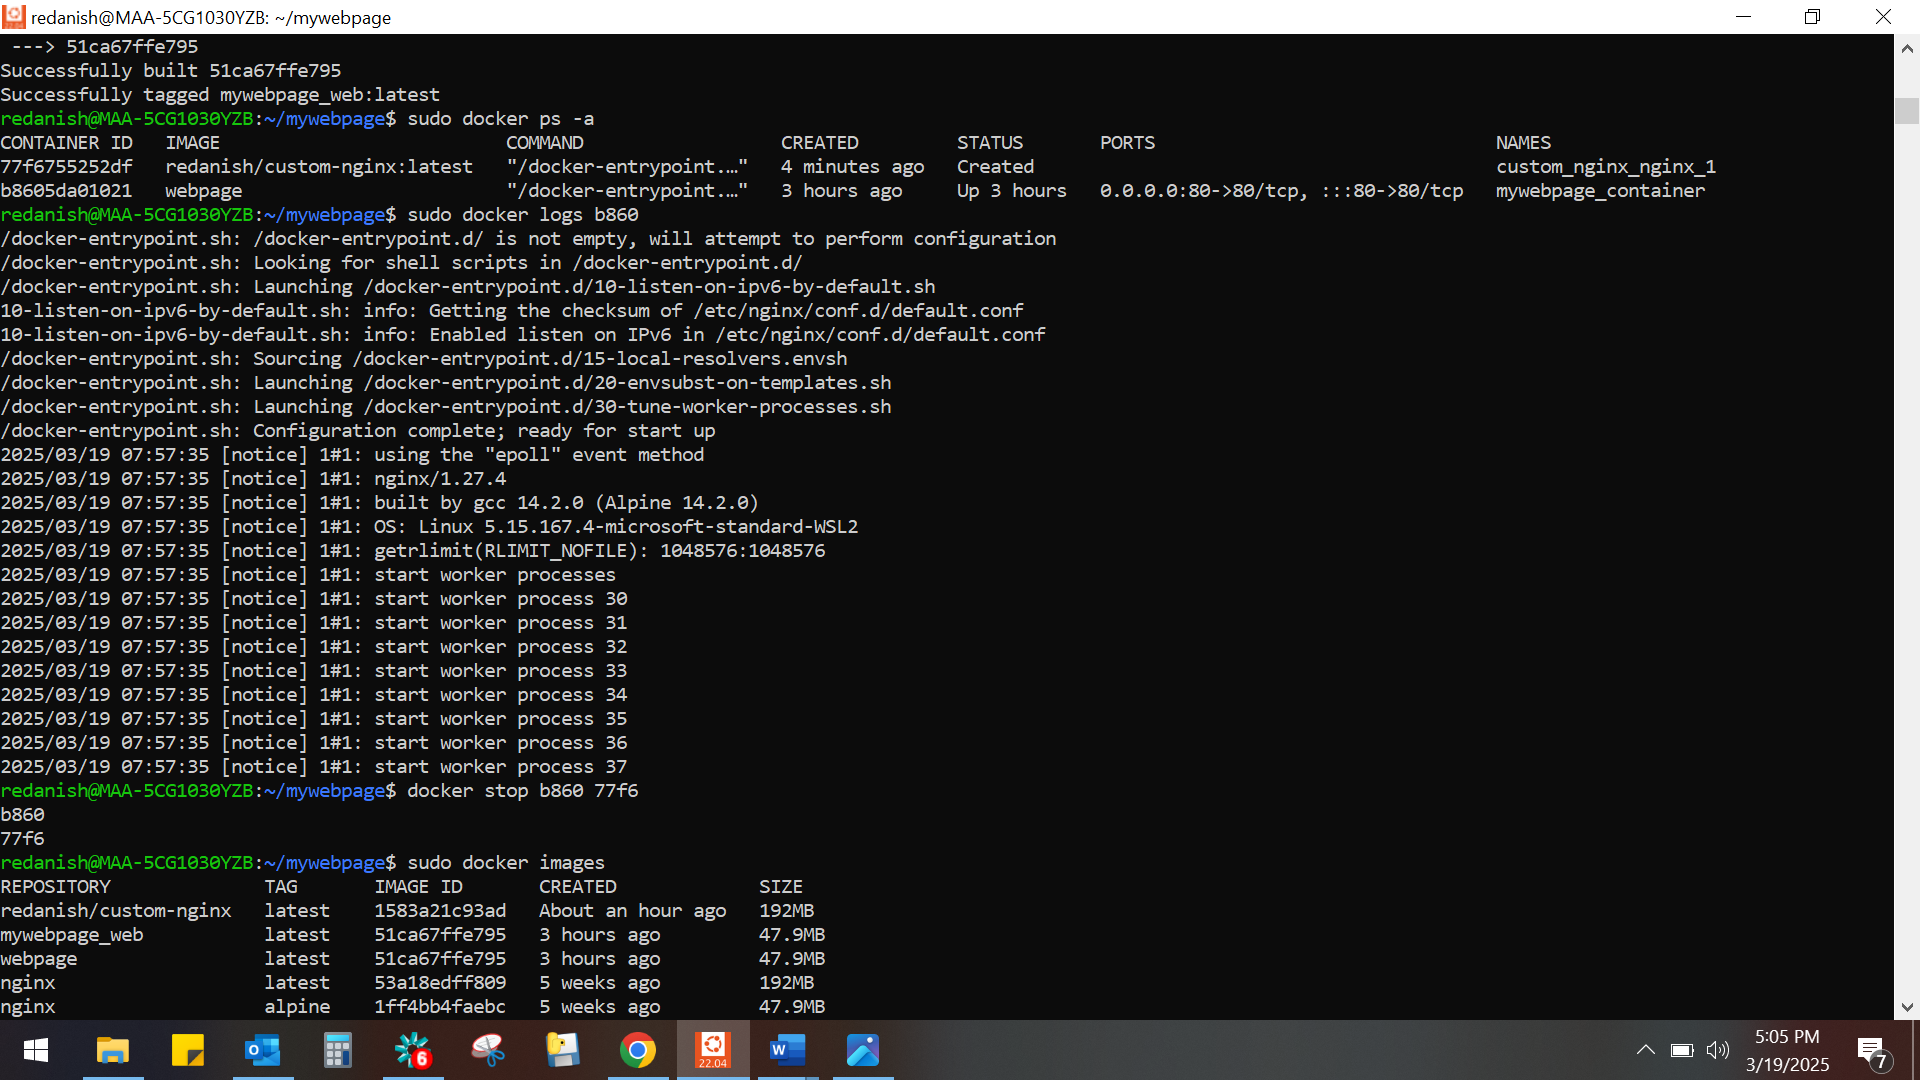 redanish@MAA-5CG1030YZB: ~/mywebpage
 ---> 51ca67ffe795
Successfully built 51ca67ffe795
Successfully tagged mywebpage_web:latest
redanish@MAA-5CG1030YZB:~/mywebpage$ sudo docker ps -a
CONTAINER ID   IMAGE                          COMMAND                  CREATED         STATUS       PORTS                               NAMES
77f6755252df   redanish/custom-nginx:latest   "/docker-entrypoint.…"   4 minutes ago   Created                                          custom_nginx_nginx_1
b8605da01021   webpage                        "/docker-entrypoint.…"   3 hours ago     Up 3 hours   0.0.0.0:80->80/tcp, :::80->80/tcp   mywebpage_container
redanish@MAA-5CG1030YZB:~/mywebpage$ sudo docker logs b860
/docker-entrypoint.sh: /docker-entrypoint.d/ is not empty, will attempt to perform configuration
/docker-entrypoint.sh: Looking for shell scripts in /docker-entrypoint.d/
/docker-entrypoint.sh: Launching /docker-entrypoint.d/10-listen-on-ipv6-by-default.sh
10-listen-on-ipv6-by-default.sh: info: Getting the checksum of /etc/nginx/conf.d/default.conf
10-listen-on-ipv6-by-default.sh: info: Enabled listen on IPv6 in /etc/nginx/conf.d/default.conf
/docker-entrypoint.sh: Sourcing /docker-entrypoint.d/15-local-resolvers.envsh
/docker-entrypoint.sh: Launching /docker-entrypoint.d/20-envsubst-on-templates.sh
/docker-entrypoint.sh: Launching /docker-entrypoint.d/30-tune-worker-processes.sh
/docker-entrypoint.sh: Configuration complete; ready for start up
2025/03/19 07:57:35 [notice] 1#1: using the "epoll" event method
2025/03/19 07:57:35 [notice] 1#1: nginx/1.27.4
2025/03/19 07:57:35 [notice] 1#1: built by gcc 14.2.0 (Alpine 14.2.0)
2025/03/19 07:57:35 [notice] 1#1: OS: Linux 5.15.167.4-microsoft-standard-WSL2
2025/03/19 07:57:35 [notice] 1#1: getrlimit(RLIMIT_NOFILE): 1048576:1048576
2025/03/19 07:57:35 [notice] 1#1: start worker processes
2025/03/19 07:57:35 [notice] 1#1: start worker process 30
2025/03/19 07:57:35 [notice] 1#1: start worker process 31
2025/03/19 07:57:35 [notice] 1#1: start worker process 32
2025/03/19 07:57:35 [notice] 1#1: start worker process 33
2025/03/19 07:57:35 [notice] 1#1: start worker process 34
2025/03/19 07:57:35 [notice] 1#1: start worker process 35
2025/03/19 07:57:35 [notice] 1#1: start worker process 36
2025/03/19 07:57:35 [notice] 1#1: start worker process 37
redanish@MAA-5CG1030YZB:~/mywebpage$ docker stop b860 77f6
b860
77f6
redanish@MAA-5CG1030YZB:~/mywebpage$ sudo docker images
REPOSITORY              TAG       IMAGE ID       CREATED             SIZE
redanish/custom-nginx   latest    1583a21c93ad   About an hour ago   192MB
mywebpage_web           latest    51ca67ffe795   3 hours ago         47.9MB
webpage                 latest    51ca67ffe795   3 hours ago         47.9MB
nginx                   latest    53a18edff809   5 weeks ago         192MB
nginx                   alpine    1ff4bb4faebc   5 weeks ago         47.9MB
6
22.04
5:05 PM
3/19/2025
7